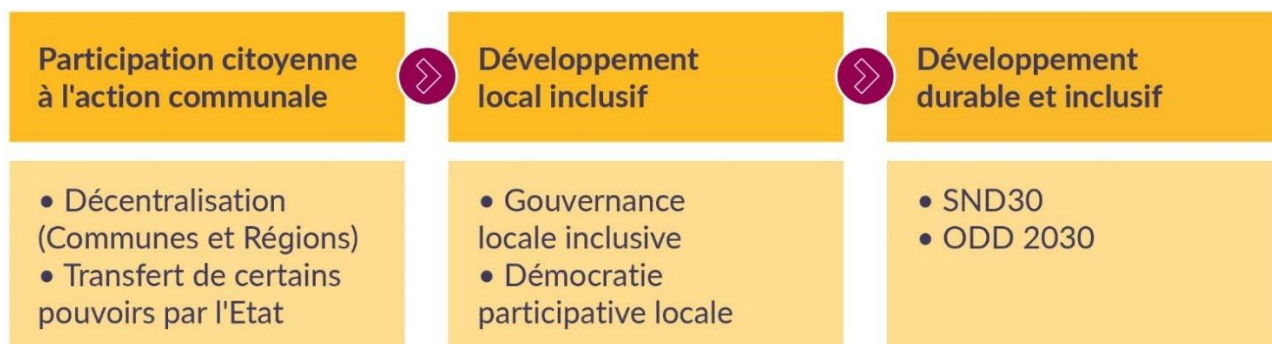 Participation citoyenne
à l'action communale
Développement
local inclusif
Développement
durable et inclusif
• Décentralisation
(Communes et Régions)
• Transfert de certains
pouvoirs par l'Etat
• Gouvernance
locale inclusive
• Démocratie
participative locale
• SND30
• ODD 2030